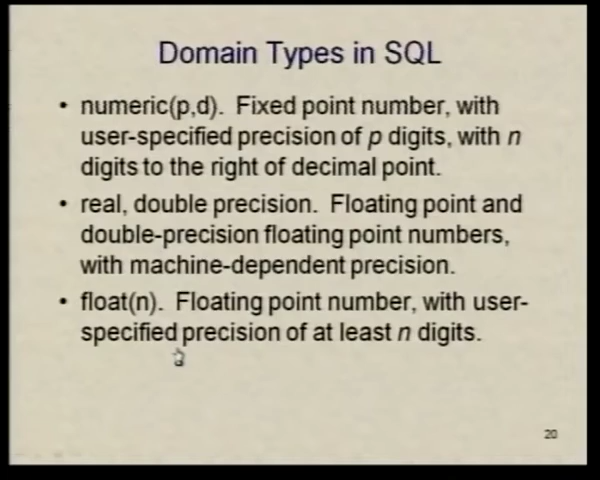 Domain Types in SQL
• numeric(p,d). Fixed point number, with
user-specified precision of p digits, with n
digits to the right of decimal point.
• real, double precision. Floating point and
double-precision floating point numbers,
with machine-dependent precision.
• float(n). Floating point number, with user-
specified precision of at least n digits.
20